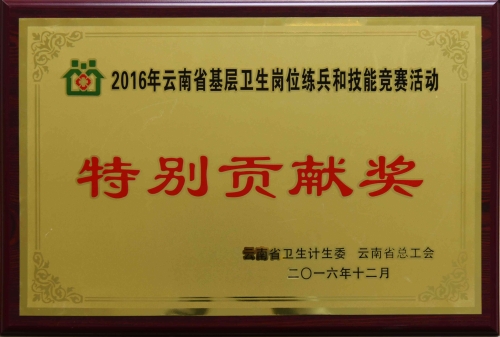 2016年云南省基层卫生岗位练兵和技能竞赛活动
特别贡献奖
云南省卫生计生委 云南省总工会
二〇一六年十二月